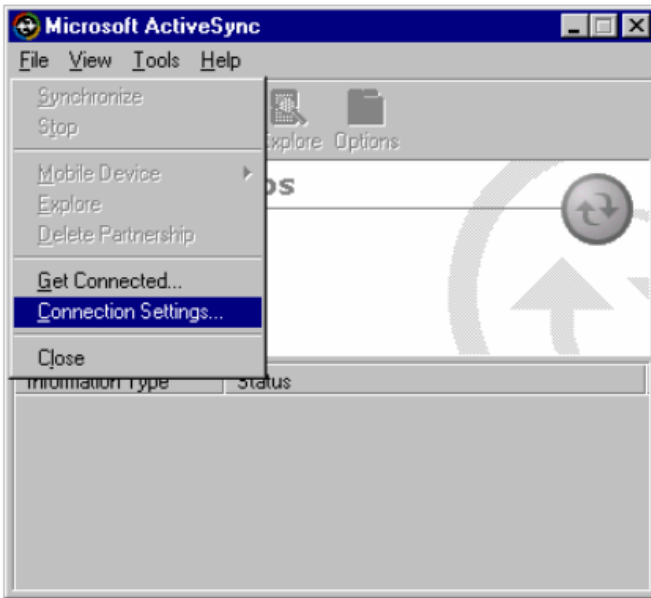 Microsoft ActiveSync
File View Tools Help
Synchronize
Stop
Explore Options
Mobile Device
Explore
Delete Partnership
Get Connected...
Connection Settings...
Close
Information Type Status